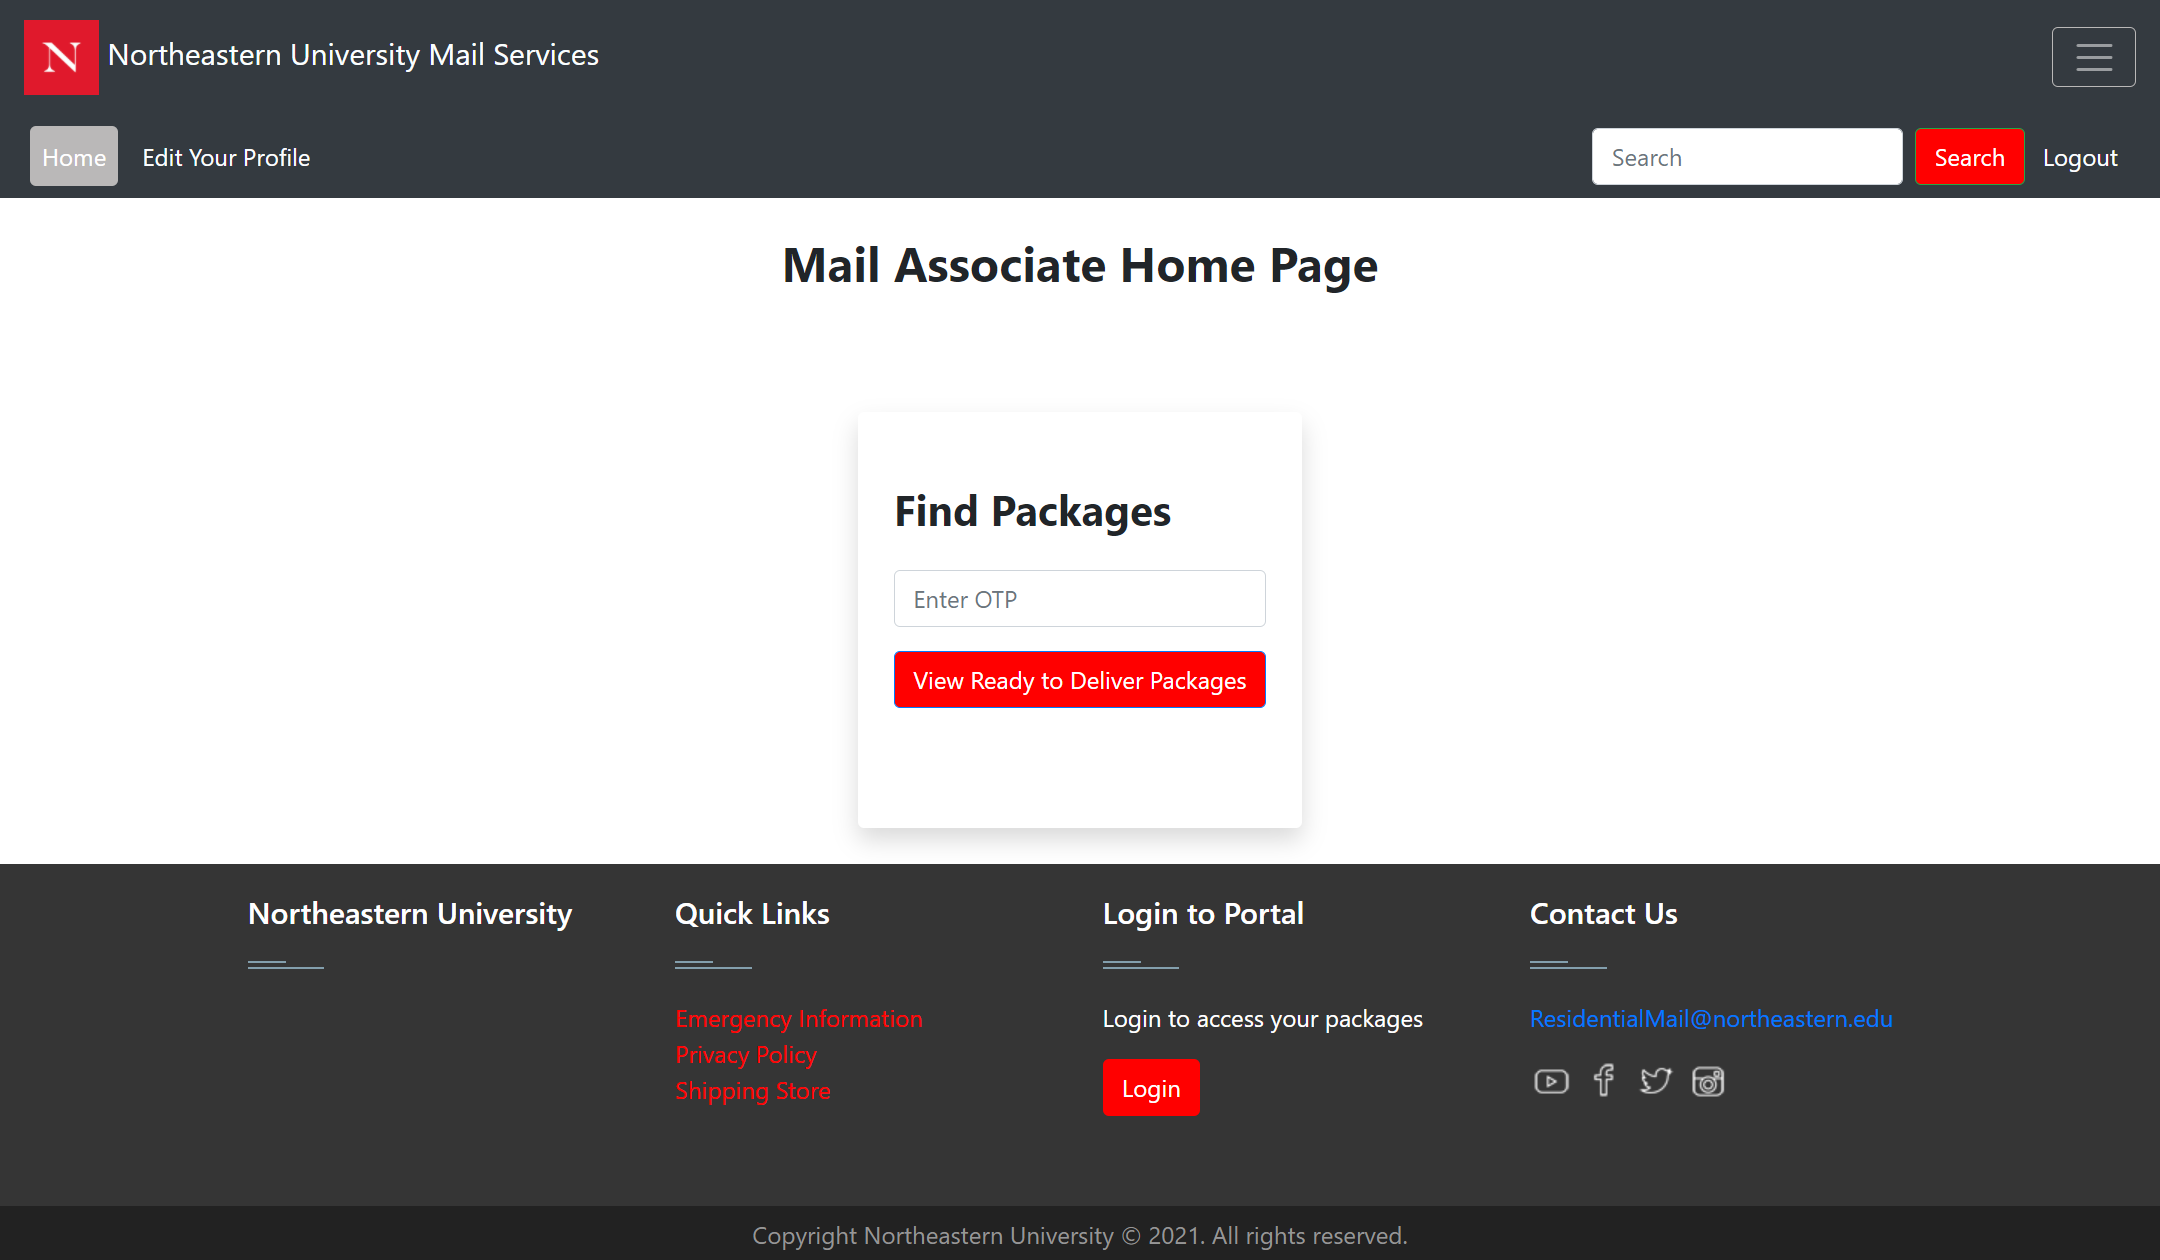 N Northeastern University Mail Services
Home Edit Your Profile Search Search Logout
Mail Associate Home Page
Find Packages
Enter OTP
View Ready to Deliver Packages
Northeastern University
Quick Links
Emergency Information
Privacy Policy
Shipping Store
Login to Portal
Login to access your packages
Login
Contact Us
ResidentialMail@northeastern.edu
Copyright Northeastern University © 2021. All rights reserved.